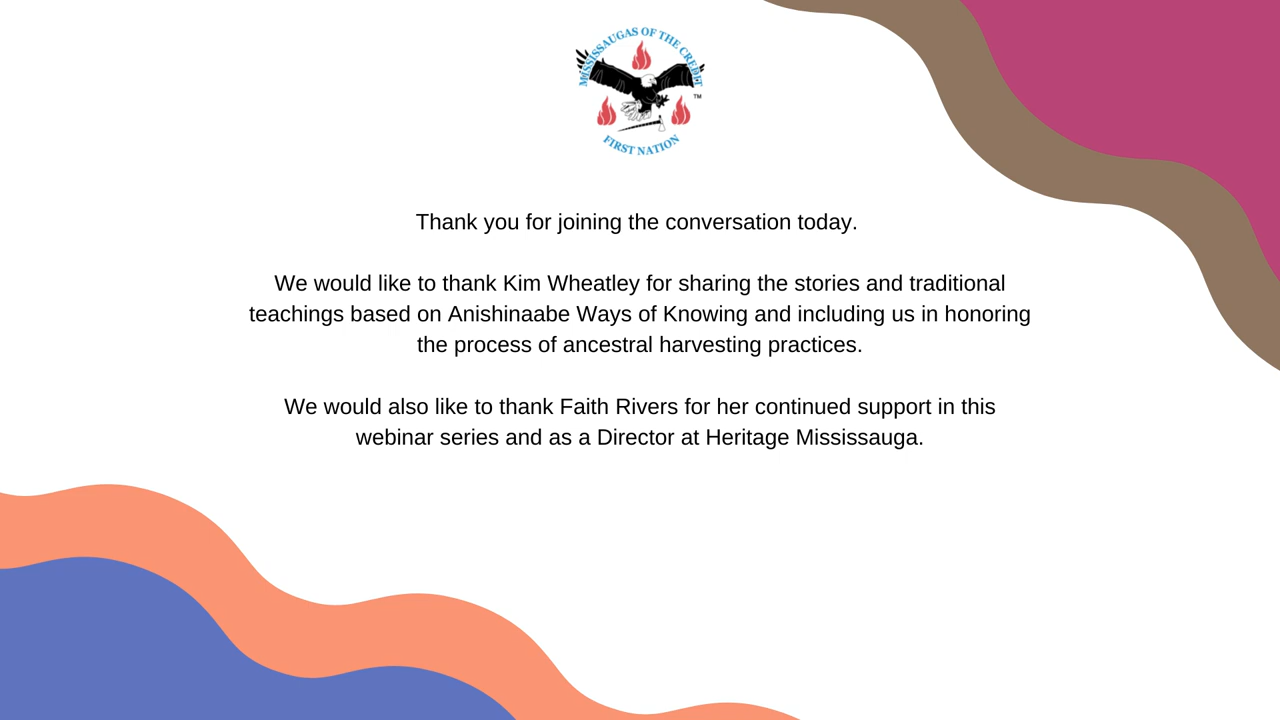 MISSISSAUGAS OF THE CREDIT
TM
FIRST NATION
Thank you for joining the conversation today.
We would like to thank Kim Wheatley for sharing the stories and traditional
teachings based on Anishinaabe Ways of Knowing and including us in honoring
the process of ancestral harvesting practices.
We would also like to thank Faith Rivers for her continued support in this
webinar series and as a Director at Heritage Mississauga.